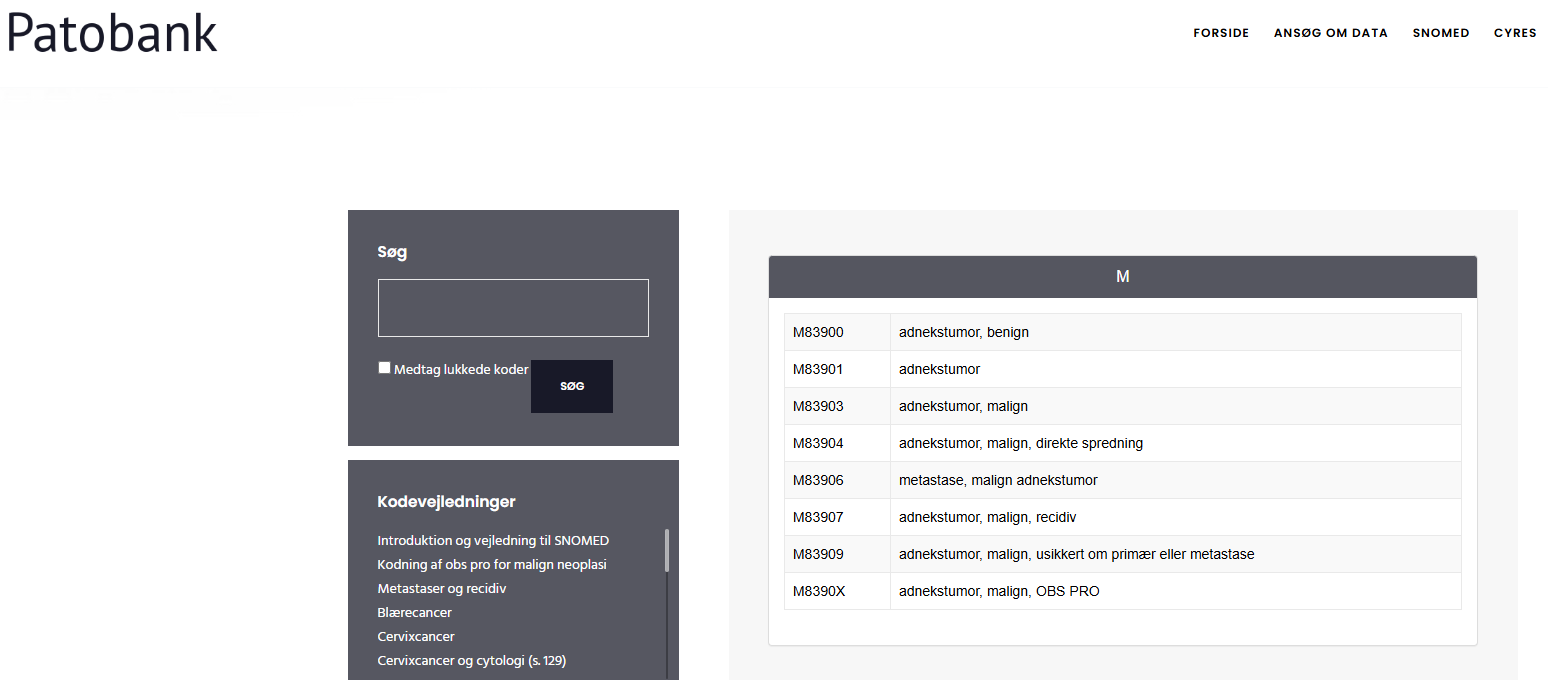 Patobank
FORSIDE ANSØG OM DATA SNOMED CYRES
Søg
Medtag lukkede koder SØG
Kodevejledninger
Introduktion og vejledning til SNOMED
Kodning af obs pro for malign neoplasi
Metastaser og recidiv
Blærecancer
Cervixcancer
Cervixcancer og cytologi (s. 129)
M
M83900 adnekstumor, benign
M83901 adnekstumor
M83903 adnekstumor, malign
M83904 adnekstumor, malign, direkte spredning
M83906 metastase, malign adnekstumor
M83907 adnekstumor, malign, recidiv
M83909 adnekstumor, malign, usikkert om primær eller metastase
M8390X adnekstumor, malign, OBS PRO